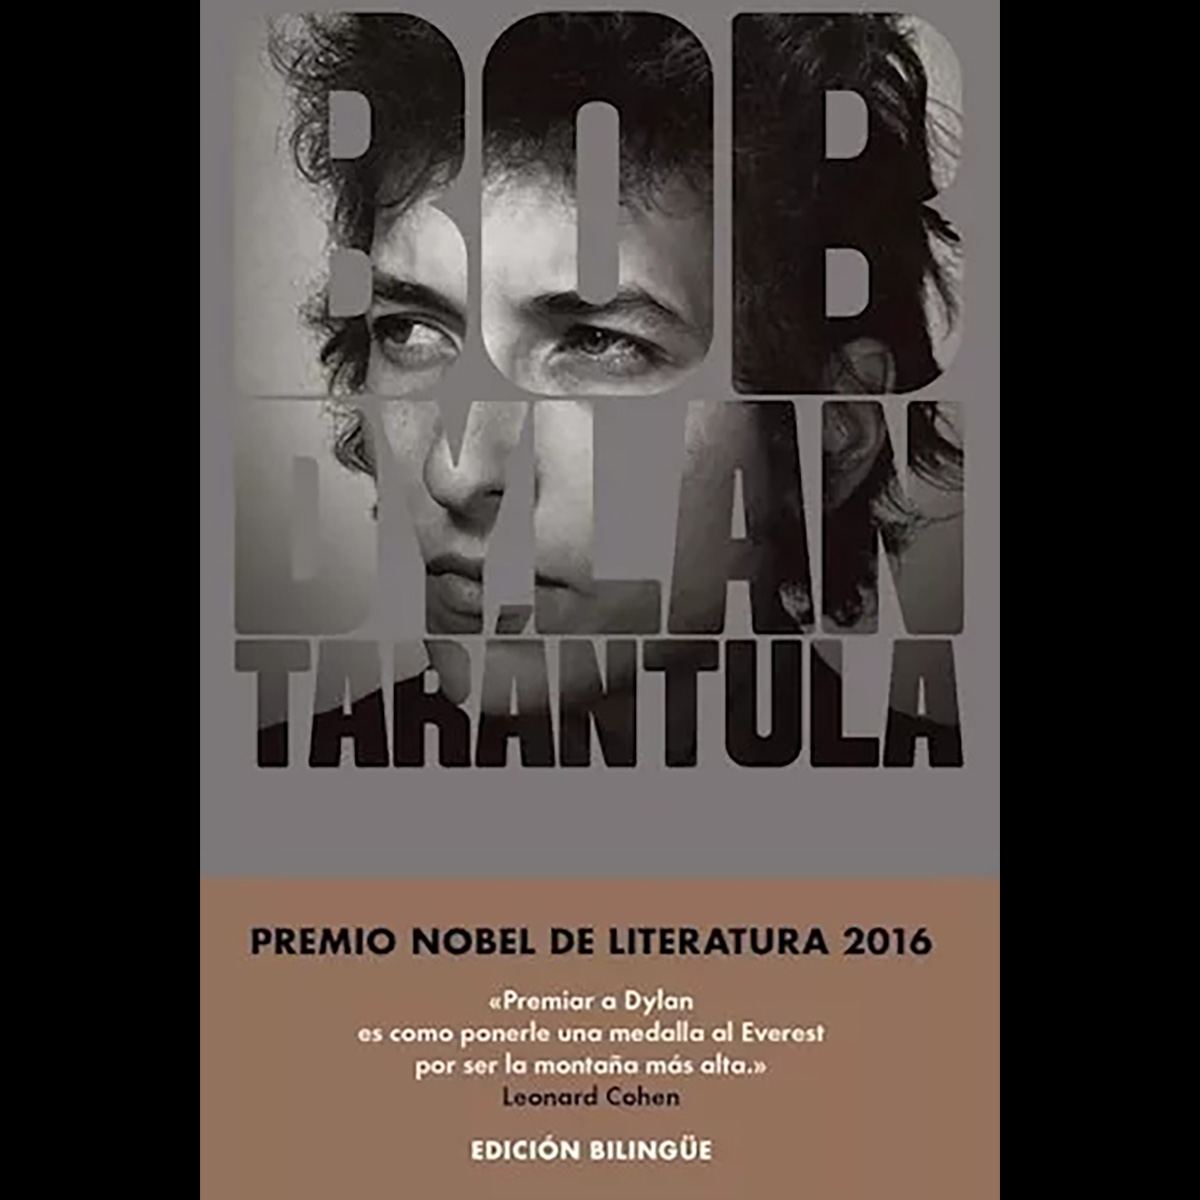 BOB
DYLAN
TARÁNTULA
PREMIO NOBEL DE LITERATURA 2016
«Premiar a Dylan
es como ponerle una medalla al Everest
por ser la montaña más alta.»
Leonard Cohen
EDICIÓN BILINGÜE